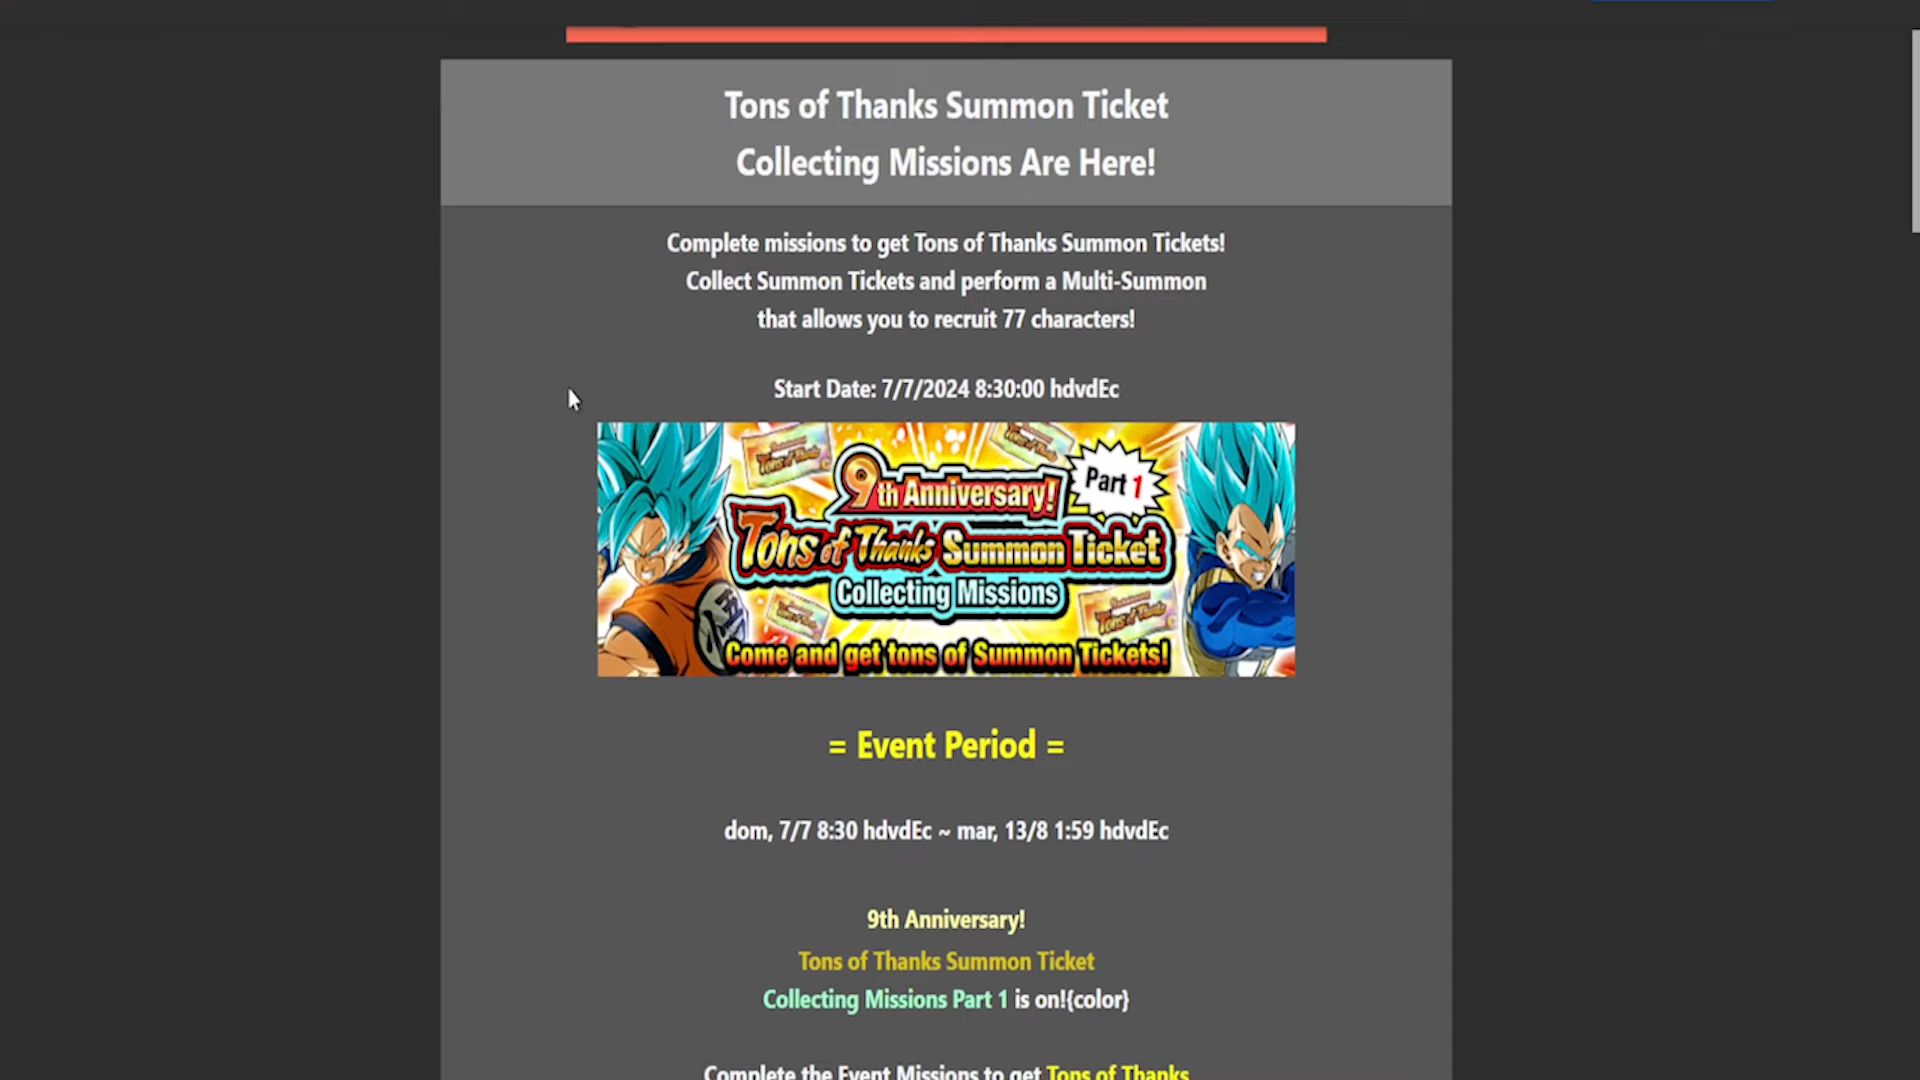 Tons of Thanks Summon Ticket
Collecting Missions Are Here!
Complete missions to get Tons of Thanks Summon Tickets!
Collect Summon Tickets and perform a Multi-Summon
that allows you to recruit 77 characters!
Start Date: 7/7/2024 8:30:00 hdvdEc
9th Anniversary!
Part 1
Tons of Thanks Summon Ticket
Collecting Missions
Come and get tons of Summon Tickets!
= Event Period =
dom, 7/7 8:30 hdvdEc ~ mar, 13/8 1:59 hdvdEc
9th Anniversary!
Tons of Thanks Summon Ticket
Collecting Missions Part 1 is on!{color}
Complete the Event Missions to get Tons of Thanks